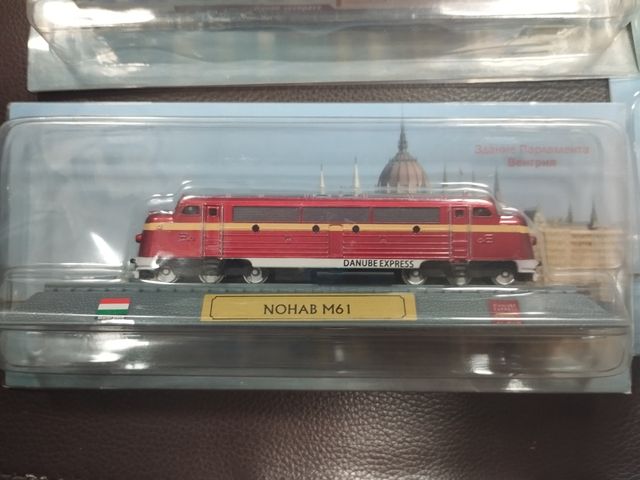 Здание Парламента
Венгрия
DANUBE EXPRESS
NOHAB M61